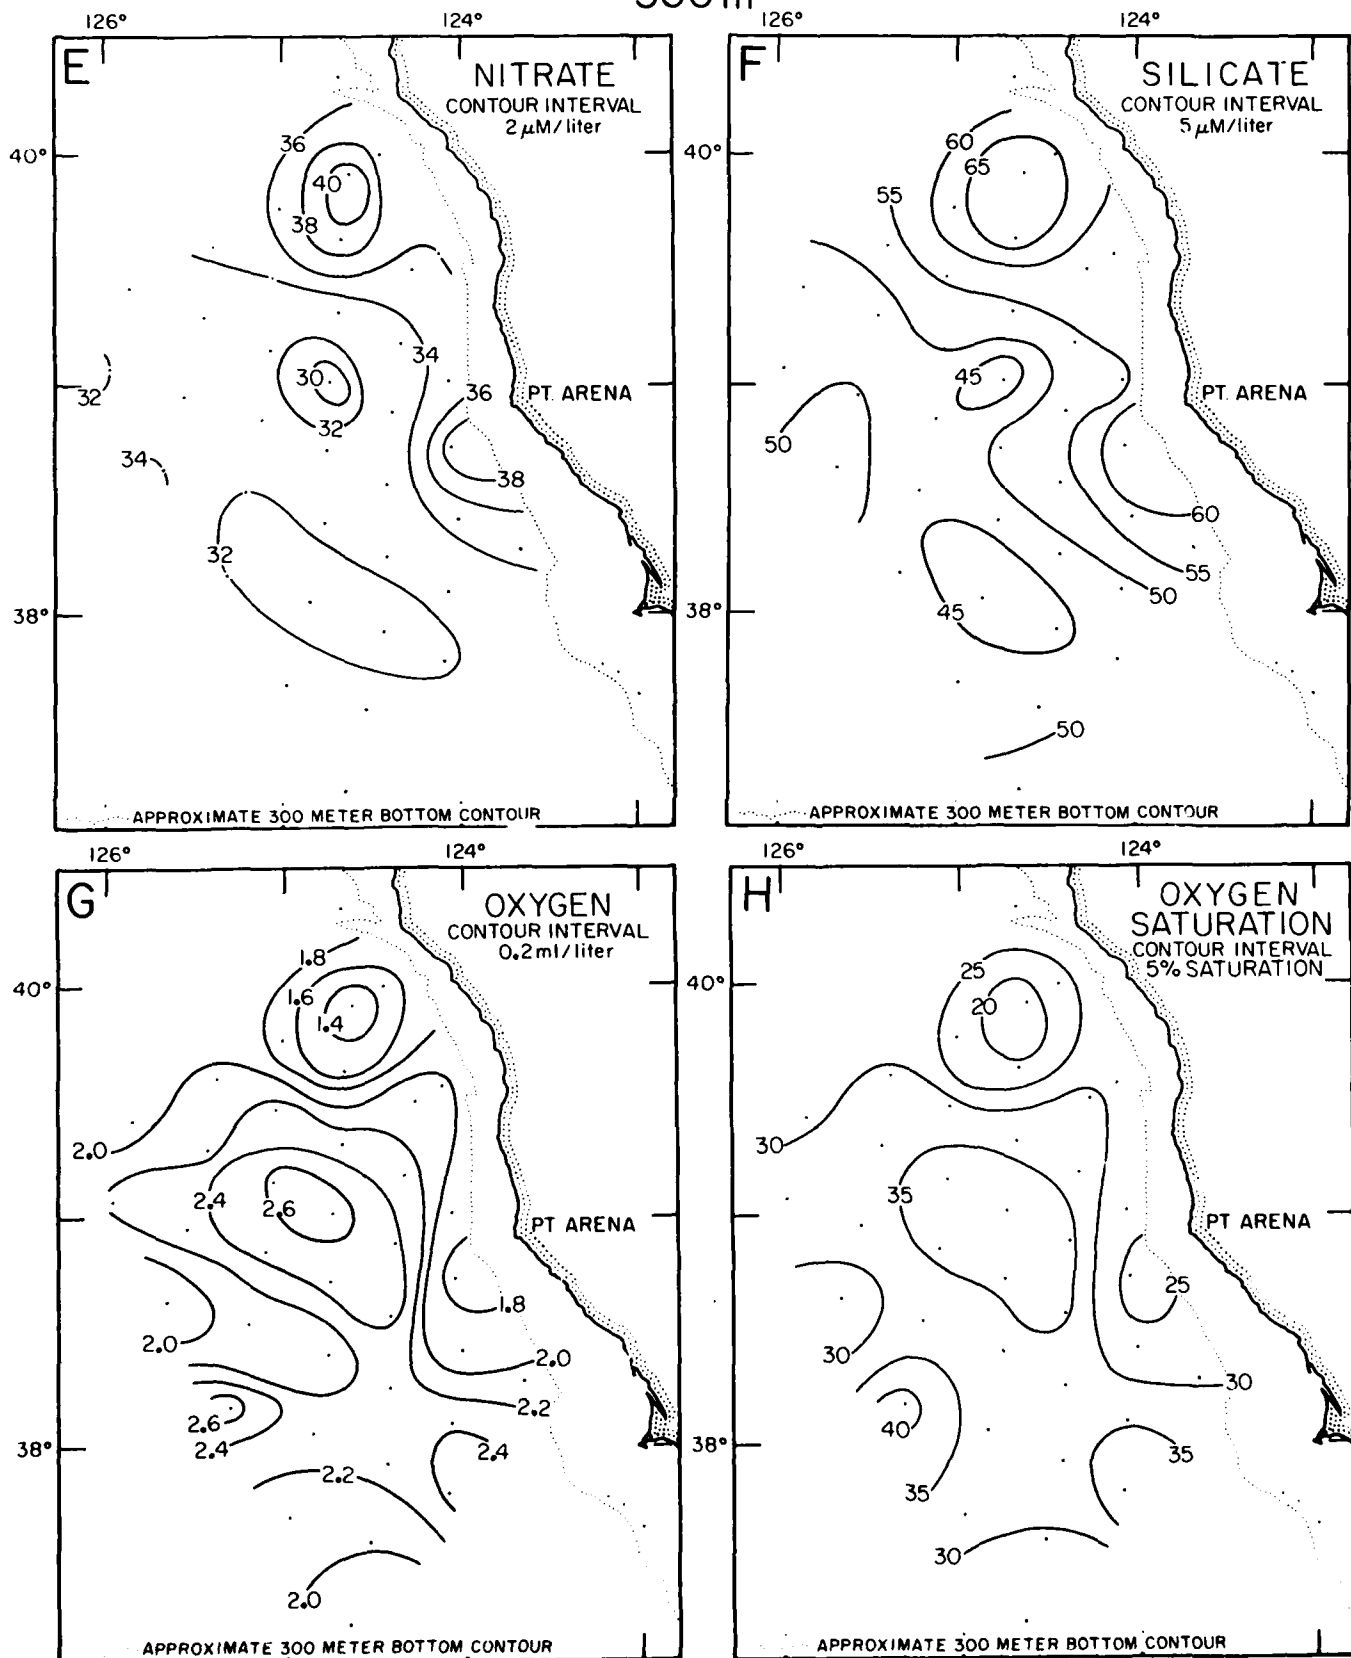 126°
124°
126°
124°
E
NITRATE
CONTOUR INTERVAL
2 µM/liter
40°
36
40
38
34
30
32
32
34
36
38
PT. ARENA
32
38°
APPROXIMATE 300 METER BOTTOM CONTOUR
F
SILICATE
CONTOUR INTERVAL
5 µM/liter
40°
60
65
55
45
50
PT. ARENA
60
55
50
45
38°
50
APPROXIMATE 300 METER BOTTOM CONTOUR
126°
124°
126°
124°
G
OXYGEN
CONTOUR INTERVAL
0.2 ml/liter
40°
1.8
1.6
1.4
2.0
2.4
2.6
PT ARENA
1.8
2.0
2.0
2.2
2.6
2.4
2.4
38°
2.2
2.0
APPROXIMATE 300 METER BOTTOM CONTOUR
H
OXYGEN
SATURATION
CONTOUR INTERVAL
5% SATURATION
40°
25
20
30
35
PT ARENA
25
30
30
40
35
35
38°
30
APPROXIMATE 300 METER BOTTOM CONTOUR